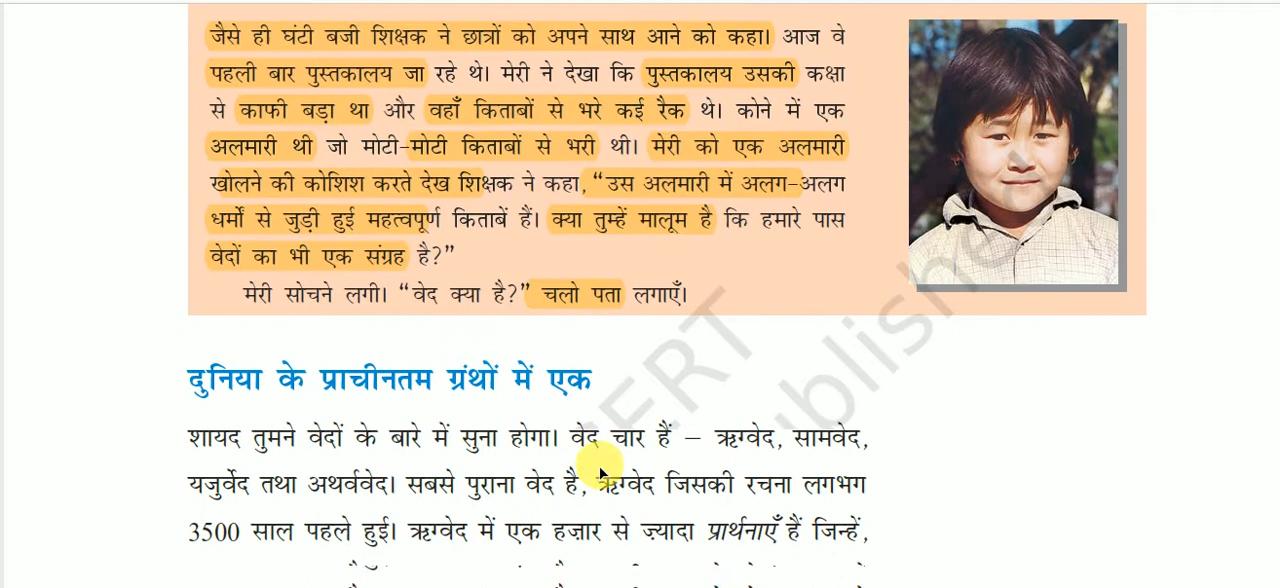 जैसे ही घंटी बजी शिक्षक ने छात्रों को अपने साथ आने को कहा। आज वे
पहली बार पुस्तकालय जा रहे थे। मेरी ने देखा कि पुस्तकालय उसकी कक्षा
से काफी बड़ा था और वहाँ किताबों से भरे कई रैक थे। कोने में एक
अलमारी थी जो मोटी-मोटी किताबों से भरी थी। मेरी को एक अलमारी
खोलने की कोशिश करते देख शिक्षक ने कहा, “उस अलमारी में अलग-अलग
धर्मों से जुड़ी हुई महत्वपूर्ण किताबें हैं। क्या तुम्हें मालूम है कि हमारे पास
वेदों का भी एक संग्रह है?”
मेरी सोचने लगी। “वेद क्या है?” चलो पता लगाएँ।
दुनिया के प्राचीनतम ग्रंथों में एक
शायद तुमने वेदों के बारे में सुना होगा। वेद चार हैं – ऋग्वेद, सामवेद,
यजुर्वेद तथा अथर्ववेद। सबसे पुराना वेद है, ऋग्वेद जिसकी रचना लगभग
3500 साल पहले हुई। ऋग्वेद में एक हज़ार से ज़्यादा प्रार्थनाएँ हैं जिन्हें,